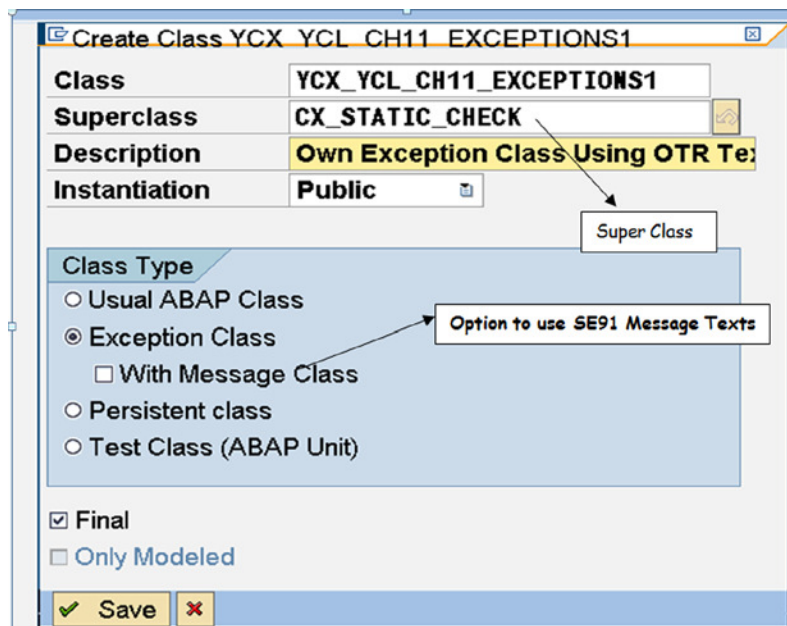 Create Class YCX_YCL_CH11_EXCEPTIONS1
Class YCX_YCL_CH11_EXCEPTIONS1
Superclass CX_STATIC_CHECK
Description Own Exception Class Using OTR Te
Instantiation Public
Super Class
Class Type
Usual ABAP Class
Exception Class
Option to use SE91 Message Texts
With Message Class
Persistent class
Test Class (ABAP Unit)
Final
Only Modeled
Save